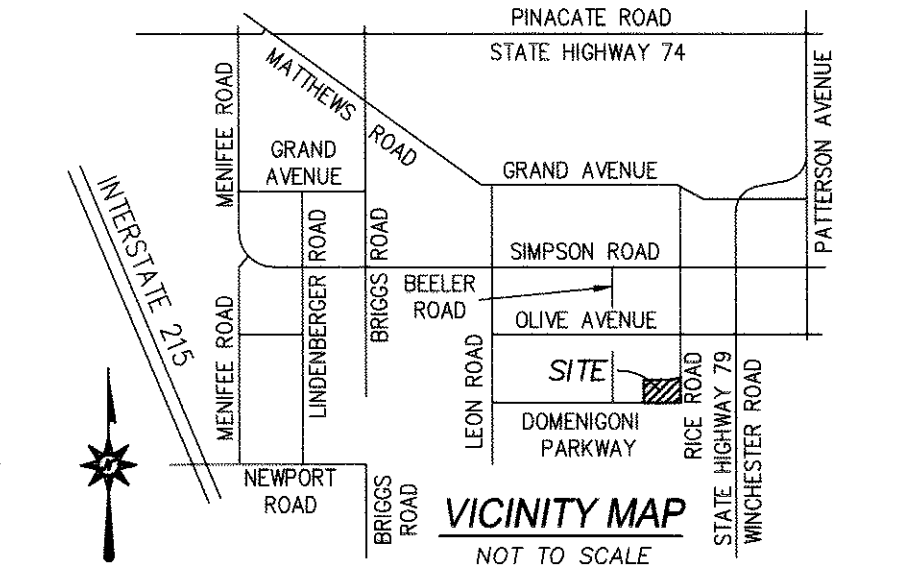 PINACATE ROAD
STATE HIGHWAY 74
MATTHEWS ROAD
MENIFEE ROAD
GRAND
AVENUE
GRAND AVENUE
PATTERSON AVENUE
INTERSTATE 215
LINDENBERGER ROAD
BRIGGS ROAD
SIMPSON ROAD
BEELER
ROAD
OLIVE AVENUE
MENIFEE ROAD
LEON ROAD
SITE
RICE ROAD
STATE HIGHWAY 79
WINCHESTER ROAD
DOMENIGONI
PARKWAY
N
NEWPORT
ROAD
BRIGGS
ROAD
VICINITY MAP
NOT TO SCALE